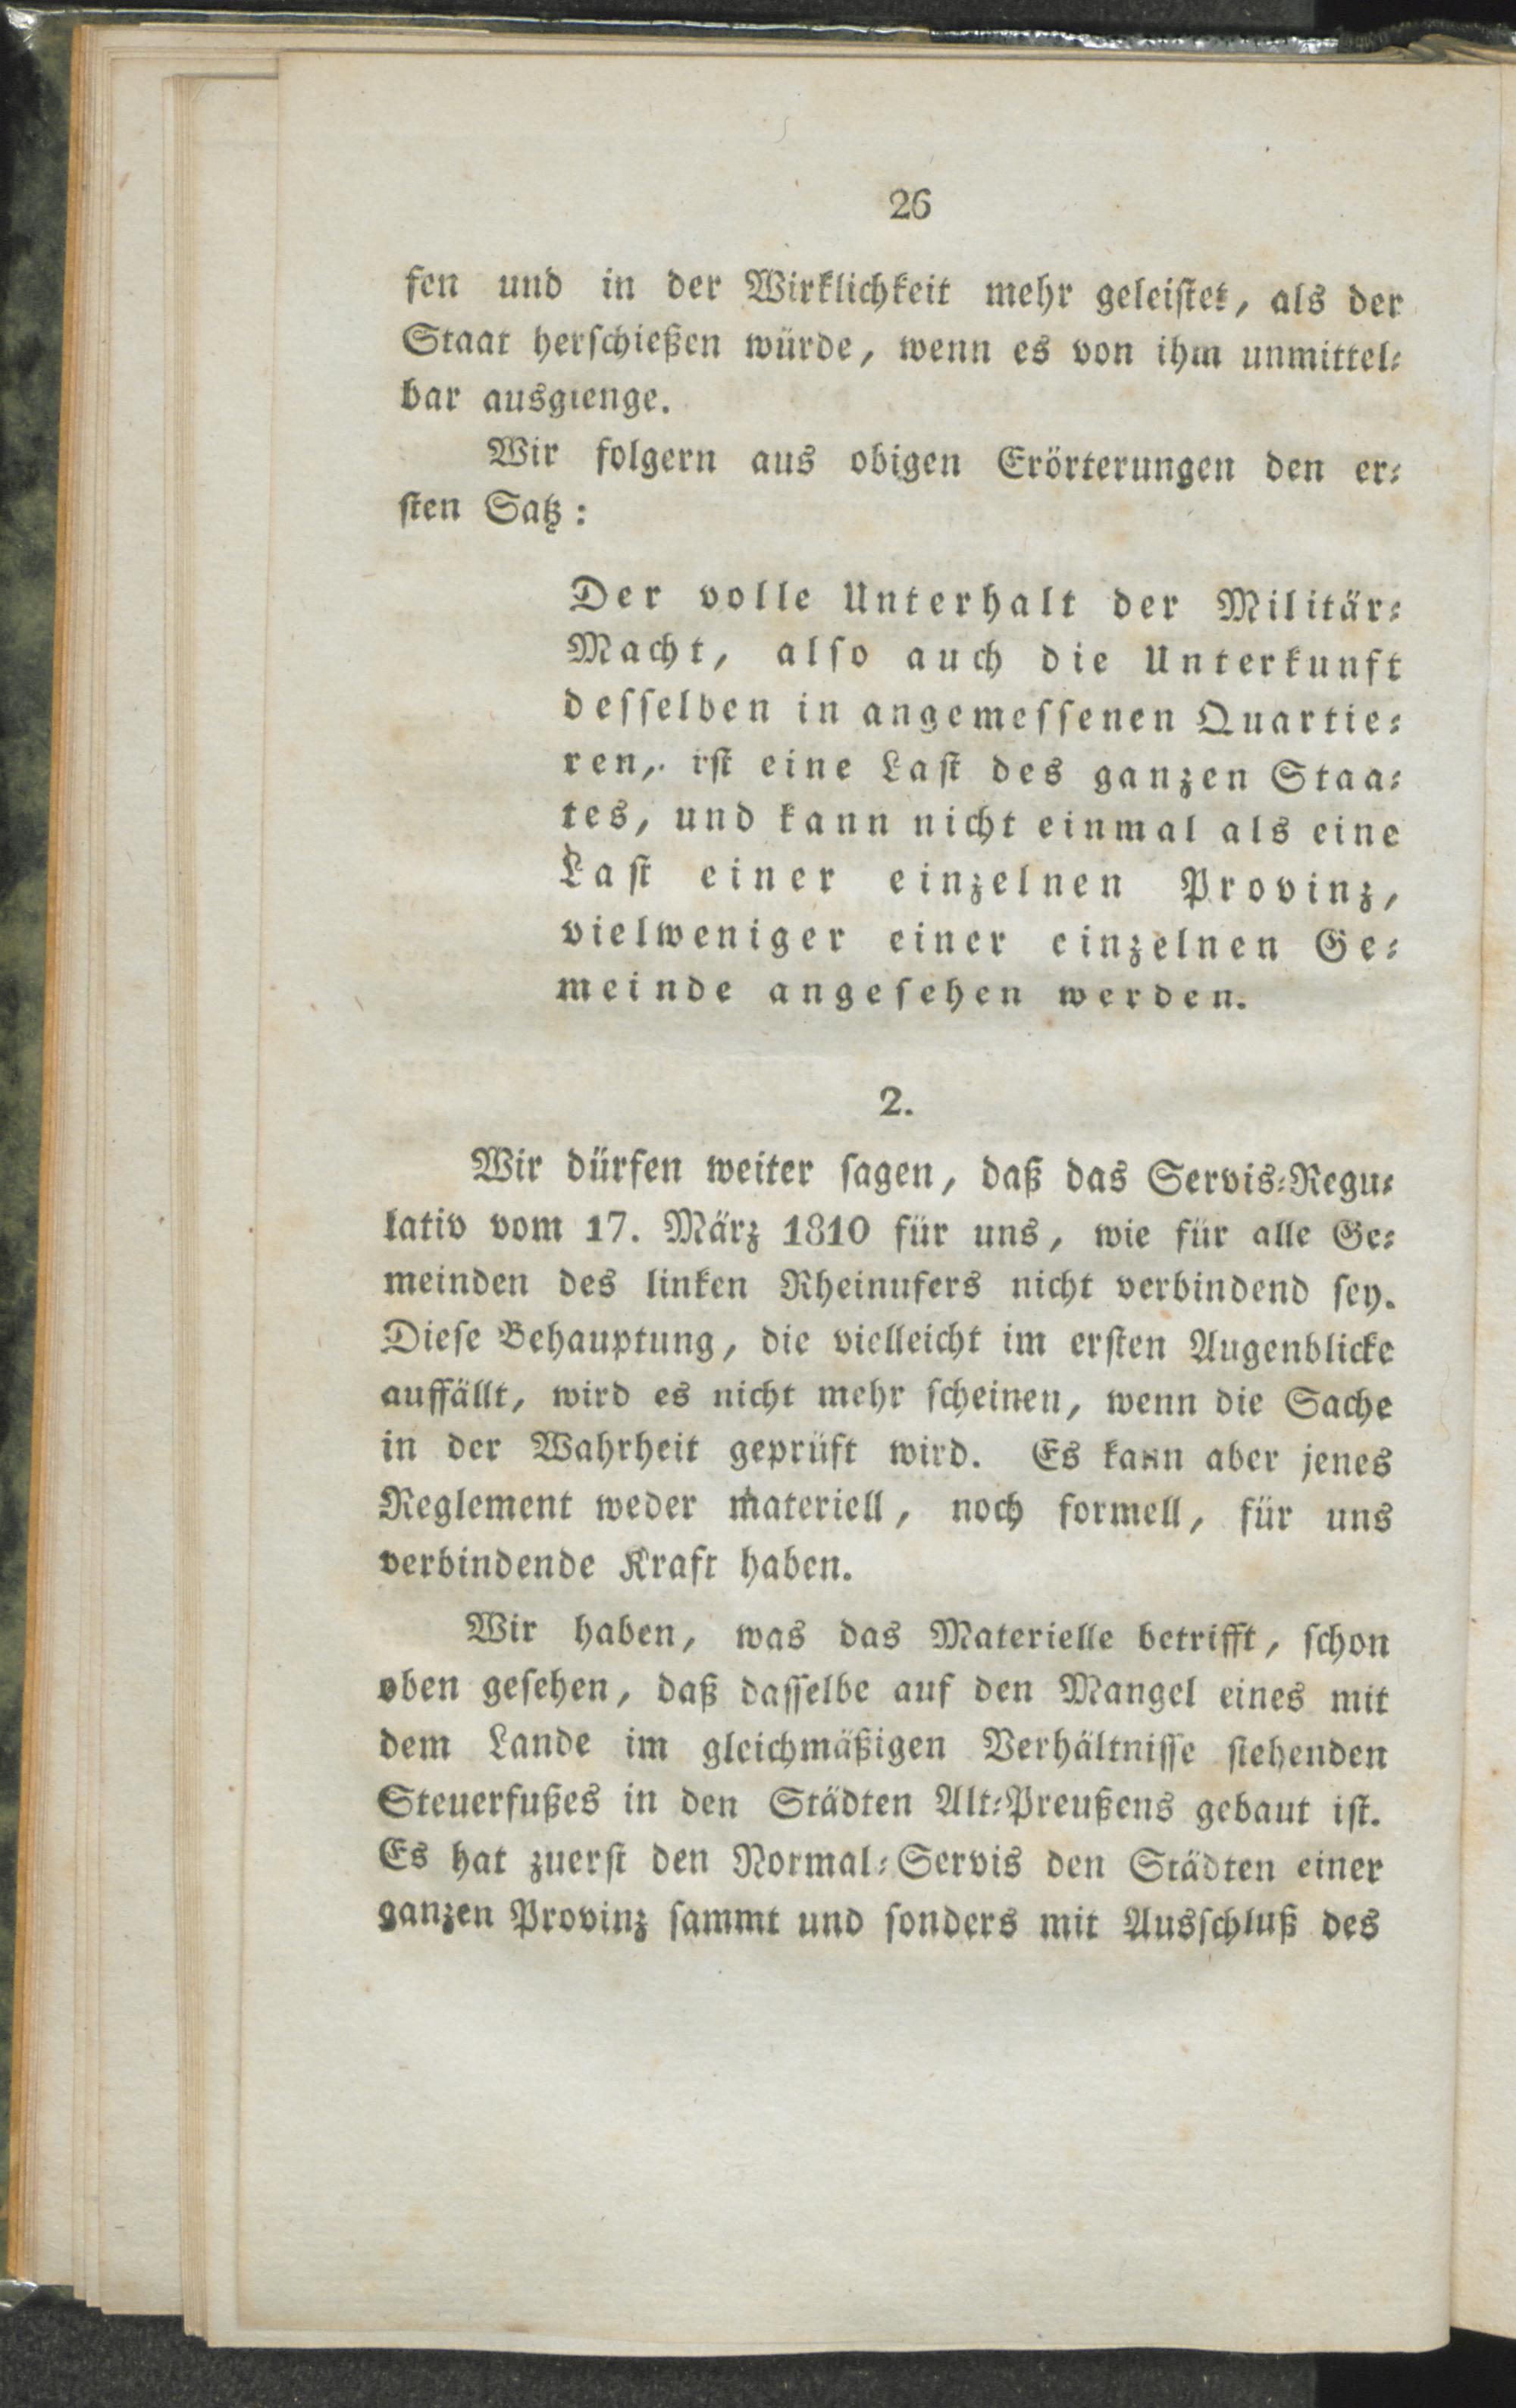 26
fen und in der Wirklichkeit mehr geleistet, als der
Staat herschießen würde, wenn es von ihm unmittel-
bar ausgienge.
Wir folgern aus obigen Erörterungen den er-
sten Satz:
Der volle Unterhalt der Militär-
Macht, also auch die Unterkunft
desselben in angemessenen Quartie-
ren, ist eine Last des ganzen Staa-
tes, und kann nicht einmal als eine
Last einer einzelnen Provinz,
vielweniger einer einzelnen Ge-
meinde angesehen werden.
2.
Wir dürfen weiter sagen, daß das Servis-Regu-
lativ vom 17. März 1810 für uns, wie für alle Ge-
meinden des linken Rheinufers nicht verbindend sey.
Diese Behauptung, die vielleicht im ersten Augenblicke
auffällt, wird es nicht mehr scheinen, wenn die Sache
in der Wahrheit geprüft wird. Es kann aber jenes
Reglement weder materiell, noch formell, für uns
verbindende Kraft haben.
Wir haben, was das Materielle betrifft, schon
oben gesehen, daß dasselbe auf den Mangel eines mit
dem Lande im gleichmäßigen Verhältnisse stehenden
Steuerfußes in den Städten Alt-Preußens gebaut ist.
Es hat zuerst den Normal-Servis den Städten einer
ganzen Provinz sammt und sonders mit Ausschluß des